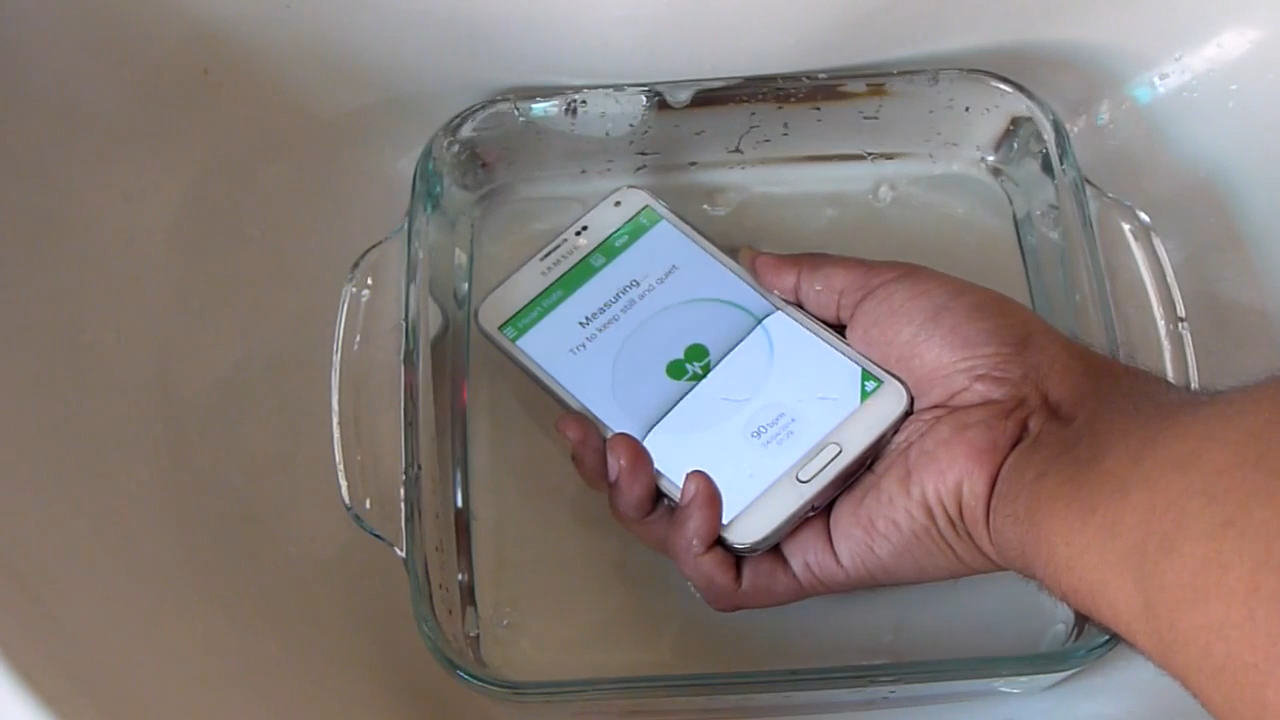 SAMSUNG
Heart Rate
Measuring...
Try to keep still and quiet
90 bpm